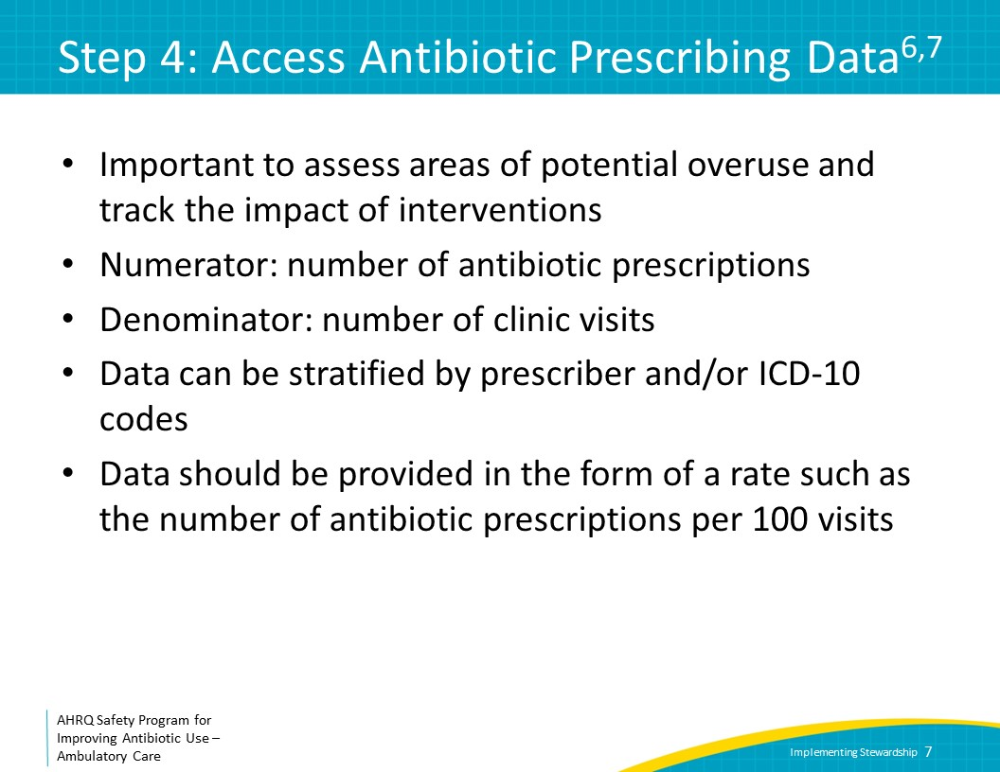 Step 4: Access Antibiotic Prescribing Data6,7
• Important to assess areas of potential overuse and
track the impact of interventions
• Numerator: number of antibiotic prescriptions
• Denominator: number of clinic visits
• Data can be stratified by prescriber and/or ICD-10
codes
• Data should be provided in the form of a rate such as
the number of antibiotic prescriptions per 100 visits
AHRQ Safety Program for
Improving Antibiotic Use –
Ambulatory Care
Implementing Stewardship 7